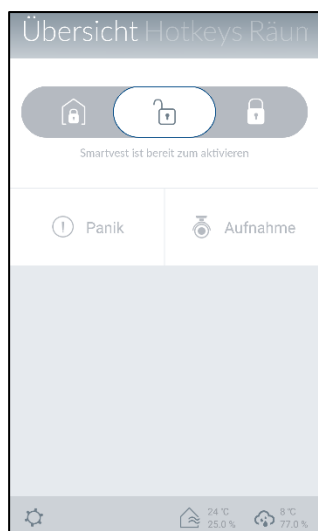 Übersicht Hotkeys Räun
Smartvest ist bereit zum aktivieren
Panik Aufnahme
24 °C 8 °C
25.0 % 77.0 %